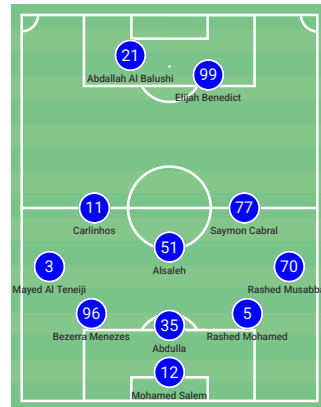 21
Abdallah Al Balushi
99
Elijah Benedict
11
Carlinhos
77
Saymon Cabral
51
Alsaleh
3
Mayed Al Teneiji
70
Rashed Musabba
96
Bezerra Menezes
35
Abdulla
5
Rashed Mohamed
12
Mohamed Salem